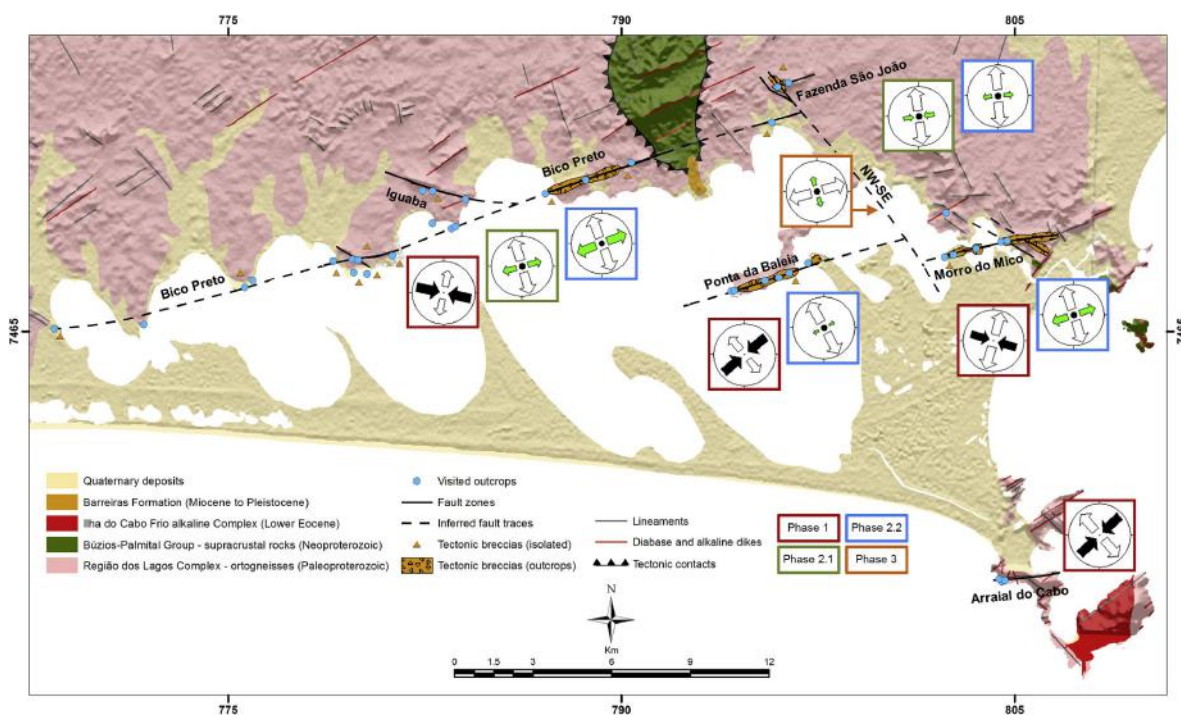 775
790
805
Fazenda São João
Bico Preto
Iguaba
NW-SE
Ponta da Baleia
Morro do Mico
Bico Preto
7465
7465
Quaternary deposits
Barreiras Formation (Miocene to Pleistocene)
Ilha do Cabo Frio alkaline Complex (Lower Eocene)
Búzios-Palmital Group - supracrustal rocks (Neoproterozoic)
Região dos Lagos Complex - ortogneisses (Paleoproterozoic)
Visited outcrops
Fault zones
Inferred fault traces
Tectonic breccias (isolated)
Tectonic breccias (outcrops)
Lineaments
Diabase and alkaline dikes
Tectonic contacts
Phase 1
Phase 2.2
Phase 2.1
Phase 3
Arraial do Cabo
N
Km
0 1.5 3 6 9 12
775
790
805